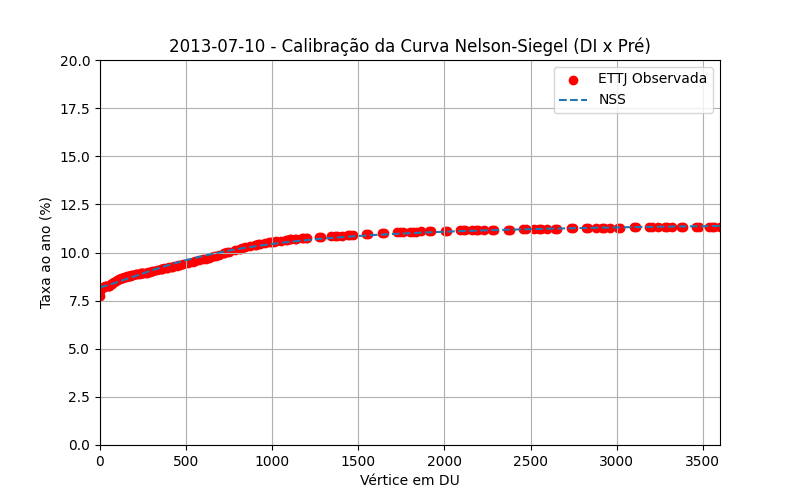 2013-07-10 - Calibração da Curva Nelson-Siegel (DI x Pré)
ETTJ Observada
NSS
Taxa ao ano (%)
20.0
17.5
15.0
12.5
10.0
7.5
5.0
2.5
0.0
0 500 1000 1500 2000 2500 3000 3500
Vértice em DU